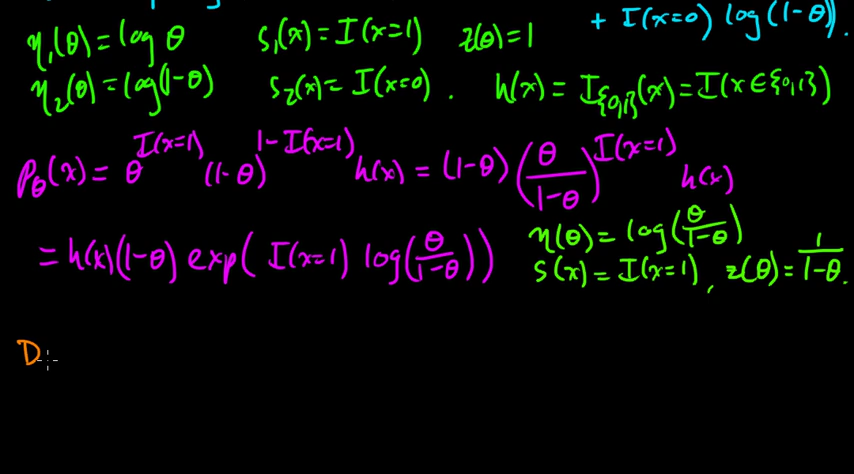 + I(x=0) log(1-θ)).
η₁(θ)=log θ s₁(x)=I(x=1) z(θ)=1
η₂(θ)=log(1-θ) s₂(x)=I(x=0). h(x)=I_{{0,1}}(x)=I(x∈{0,1})
p_θ(x)=θ^{I(x=1)} (1-θ)^{1-I(x=1)} h(x)=(1-θ)(θ/(1-θ))^{I(x=1)} h(x)
=h(x)(1-θ) exp(I(x=1) log(θ/(1-θ)))
η(θ)=log(θ/(1-θ))
s(x)=I(x=1), z(θ)=1/(1-θ).
D